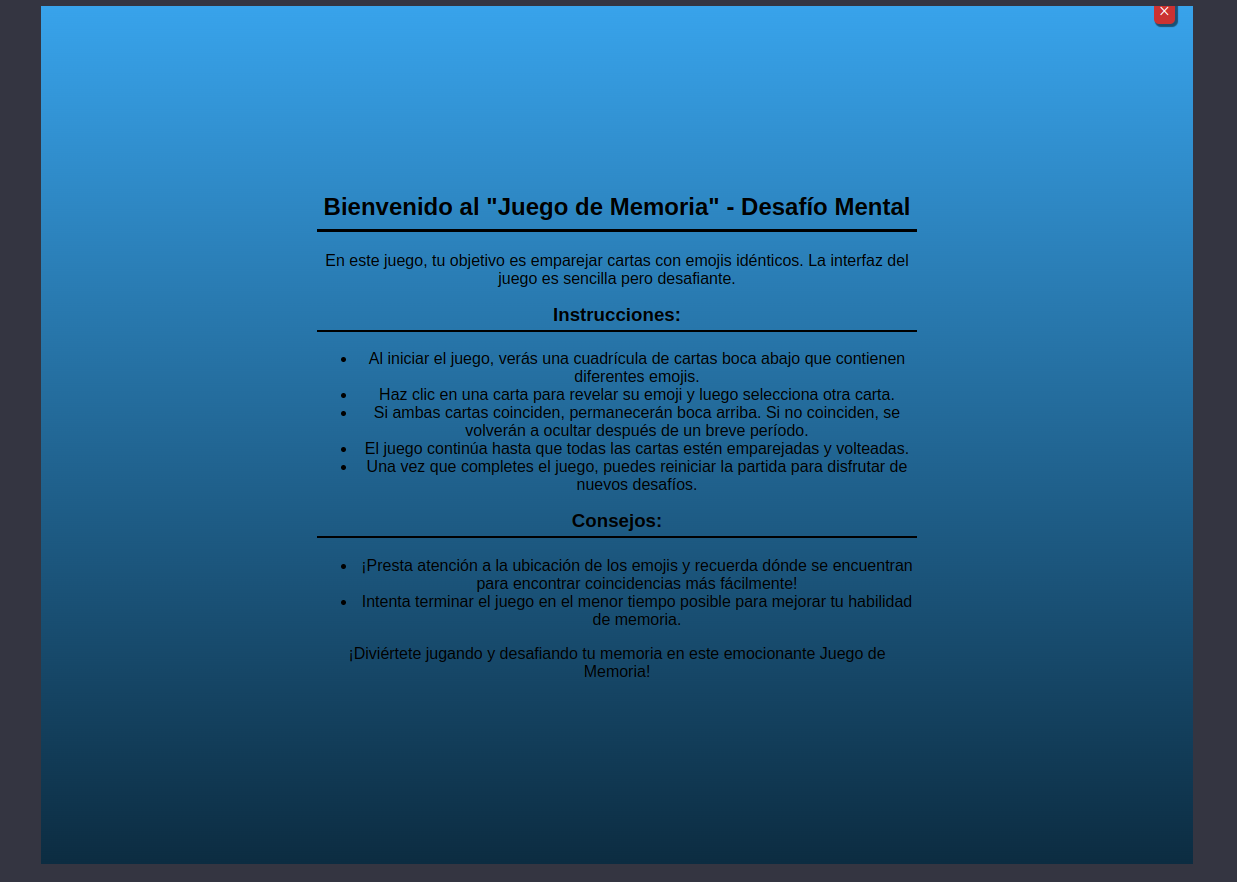 ×
Bienvenido al "Juego de Memoria" - Desafío Mental
En este juego, tu objetivo es emparejar cartas con emojis idénticos. La interfaz del
juego es sencilla pero desafiante.
Instrucciones:
• Al iniciar el juego, verás una cuadrícula de cartas boca abajo que contienen
diferentes emojis.
• Haz clic en una carta para revelar su emoji y luego selecciona otra carta.
• Si ambas cartas coinciden, permanecerán boca arriba. Si no coinciden, se
volverán a ocultar después de un breve período.
• El juego continúa hasta que todas las cartas estén emparejadas y volteadas.
• Una vez que completes el juego, puedes reiniciar la partida para disfrutar de
nuevos desafíos.
Consejos:
• ¡Presta atención a la ubicación de los emojis y recuerda dónde se encuentran
para encontrar coincidencias más fácilmente!
• Intenta terminar el juego en el menor tiempo posible para mejorar tu habilidad
de memoria.
¡Diviértete jugando y desafiando tu memoria en este emocionante Juego de
Memoria!